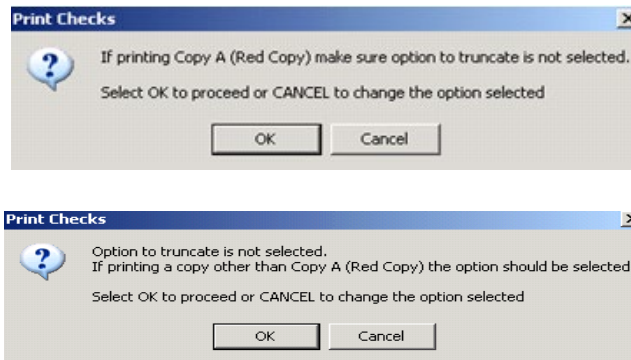 Print Checks
If printing Copy A (Red Copy) make sure option to truncate is not selected.
Select OK to proceed or CANCEL to change the option selected
OK Cancel
Print Checks
Option to truncate is not selected.
If printing a copy other than Copy A (Red Copy) the option should be selected
Select OK to proceed or CANCEL to change the option selected
OK Cancel